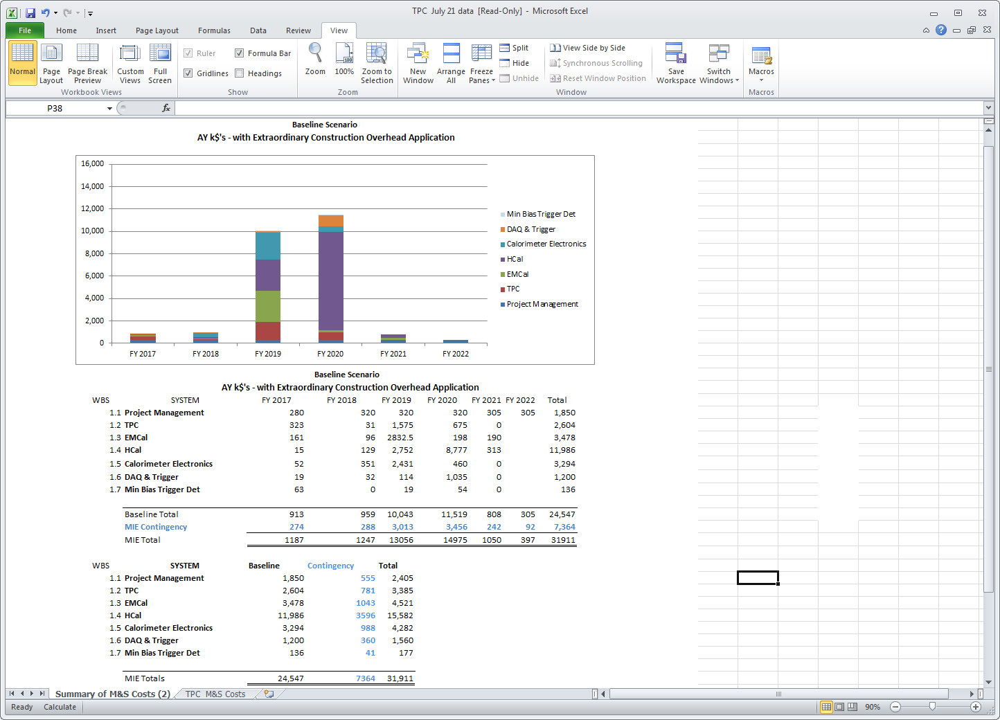 TPC  July 21 data  [Read-Only]  -  Microsoft Excel
File Home Insert Page Layout Formulas Data Review View
Normal Page Layout Page Break Preview Custom Views Full Screen
Workbook Views
Ruler Formula Bar
Gridlines Headings
Show
Zoom 100% Zoom to Selection
Zoom
New Window Arrange All Freeze Panes
Split
Hide
Unhide
View Side by Side
Synchronous Scrolling
Reset Window Position
Save Workspace Switch Windows
Window
Macros
Macros
P38 fx
Baseline Scenario
AY k$'s - with Extraordinary Construction Overhead Application
16,000
14,000
12,000
10,000
8,000
6,000
4,000
2,000
0
FY 2017 FY 2018 FY 2019 FY 2020 FY 2021 FY 2022
Min Bias Trigger Det
DAQ & Trigger
Calorimeter Electronics
HCal
EMCal
TPC
Project Management
Baseline Scenario
AY k$'s - with Extraordinary Construction Overhead Application
WBS SYSTEM FY 2017 FY 2018 FY 2019 FY 2020 FY 2021 FY 2022 Total
1.1 Project Management 280 320 320 320 305 305 1,850
1.2 TPC 323 31 1,575 675 0 2,604
1.3 EMCal 161 96 2832.5 198 190 3,478
1.4 HCal 15 129 2,752 8,777 313 11,986
1.5 Calorimeter Electronics 52 351 2,431 460 0 3,294
1.6 DAQ & Trigger 19 32 114 1,035 0 1,200
1.7 Min Bias Trigger Det 63 0 19 54 0 136
Baseline Total 913 959 10,043 11,519 808 305 24,547
MIE Contingency 274 288 3,013 3,456 242 92 7,364
MIE Total 1187 1247 13056 14975 1050 397 31911
WBS SYSTEM Baseline Contingency Total
1.1 Project Management 1,850 555 2,405
1.2 TPC 2,604 781 3,385
1.3 EMCal 3,478 1043 4,521
1.4 HCal 11,986 3596 15,582
1.5 Calorimeter Electronics 3,294 988 4,282
1.6 DAQ & Trigger 1,200 360 1,560
1.7 Min Bias Trigger Det 136 41 177
MIE Totals 24,547 7364 31,911
Summary of M&S Costs (2) TPC  M&S Costs
Ready Calculate 90%